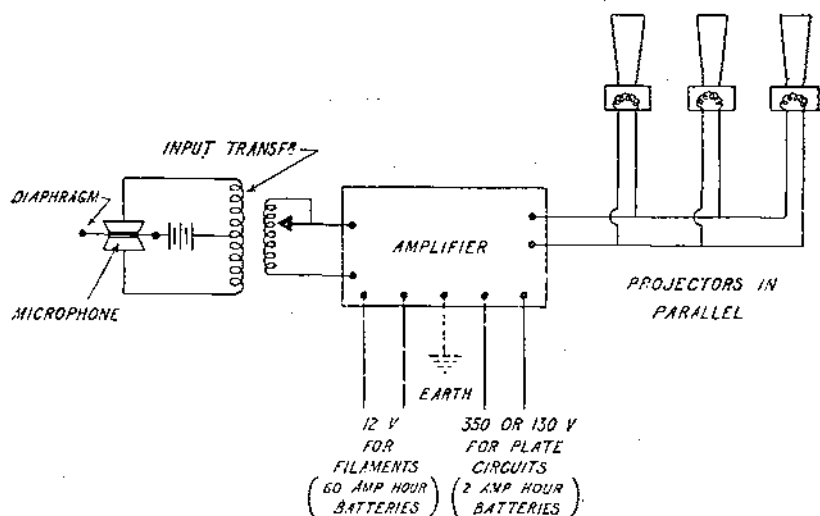 INPUT TRANSFR
DIAPHRAGM
MICROPHONE
AMPLIFIER
PROJECTORS IN
PARALLEL
EARTH
12 V
FOR
FILAMENTS
(60 AMP HOUR
BATTERIES)
350 OR 130 V
FOR PLATE
CIRCUITS
(2 AMP HOUR
BATTERIES)